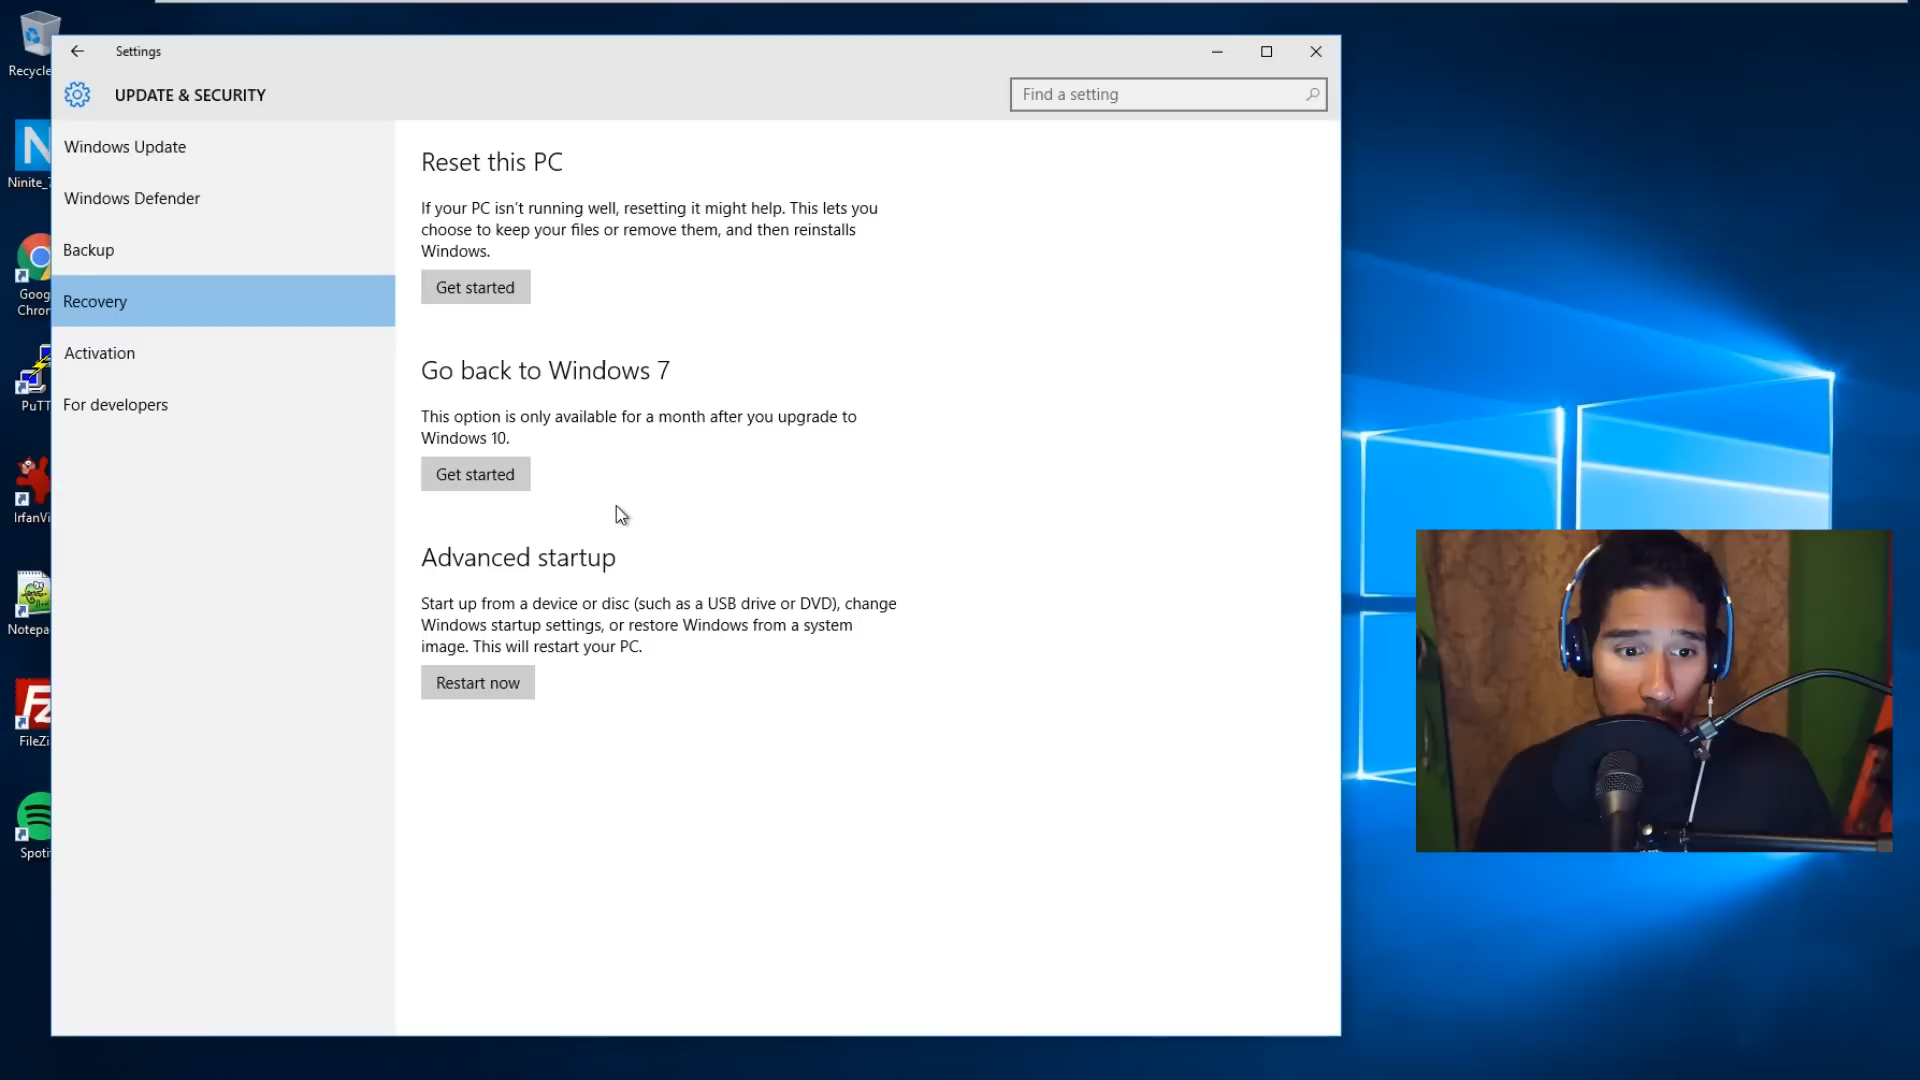 Settings
UPDATE & SECURITY
Find a setting
Windows Update
Windows Defender
Backup
Recovery
Activation
For developers
Reset this PC
If your PC isn't running well, resetting it might help. This lets you
choose to keep your files or remove them, and then reinstalls
Windows.
Get started
Go back to Windows 7
This option is only available for a month after you upgrade to
Windows 10.
Get started
Advanced startup
Start up from a device or disc (such as a USB drive or DVD), change
Windows startup settings, or restore Windows from a system
image. This will restart your PC.
Restart now
Recycle
Ninite_7
Goog
Chron
PuTT
IrfanVi
Notepa
FileZi
Spotif